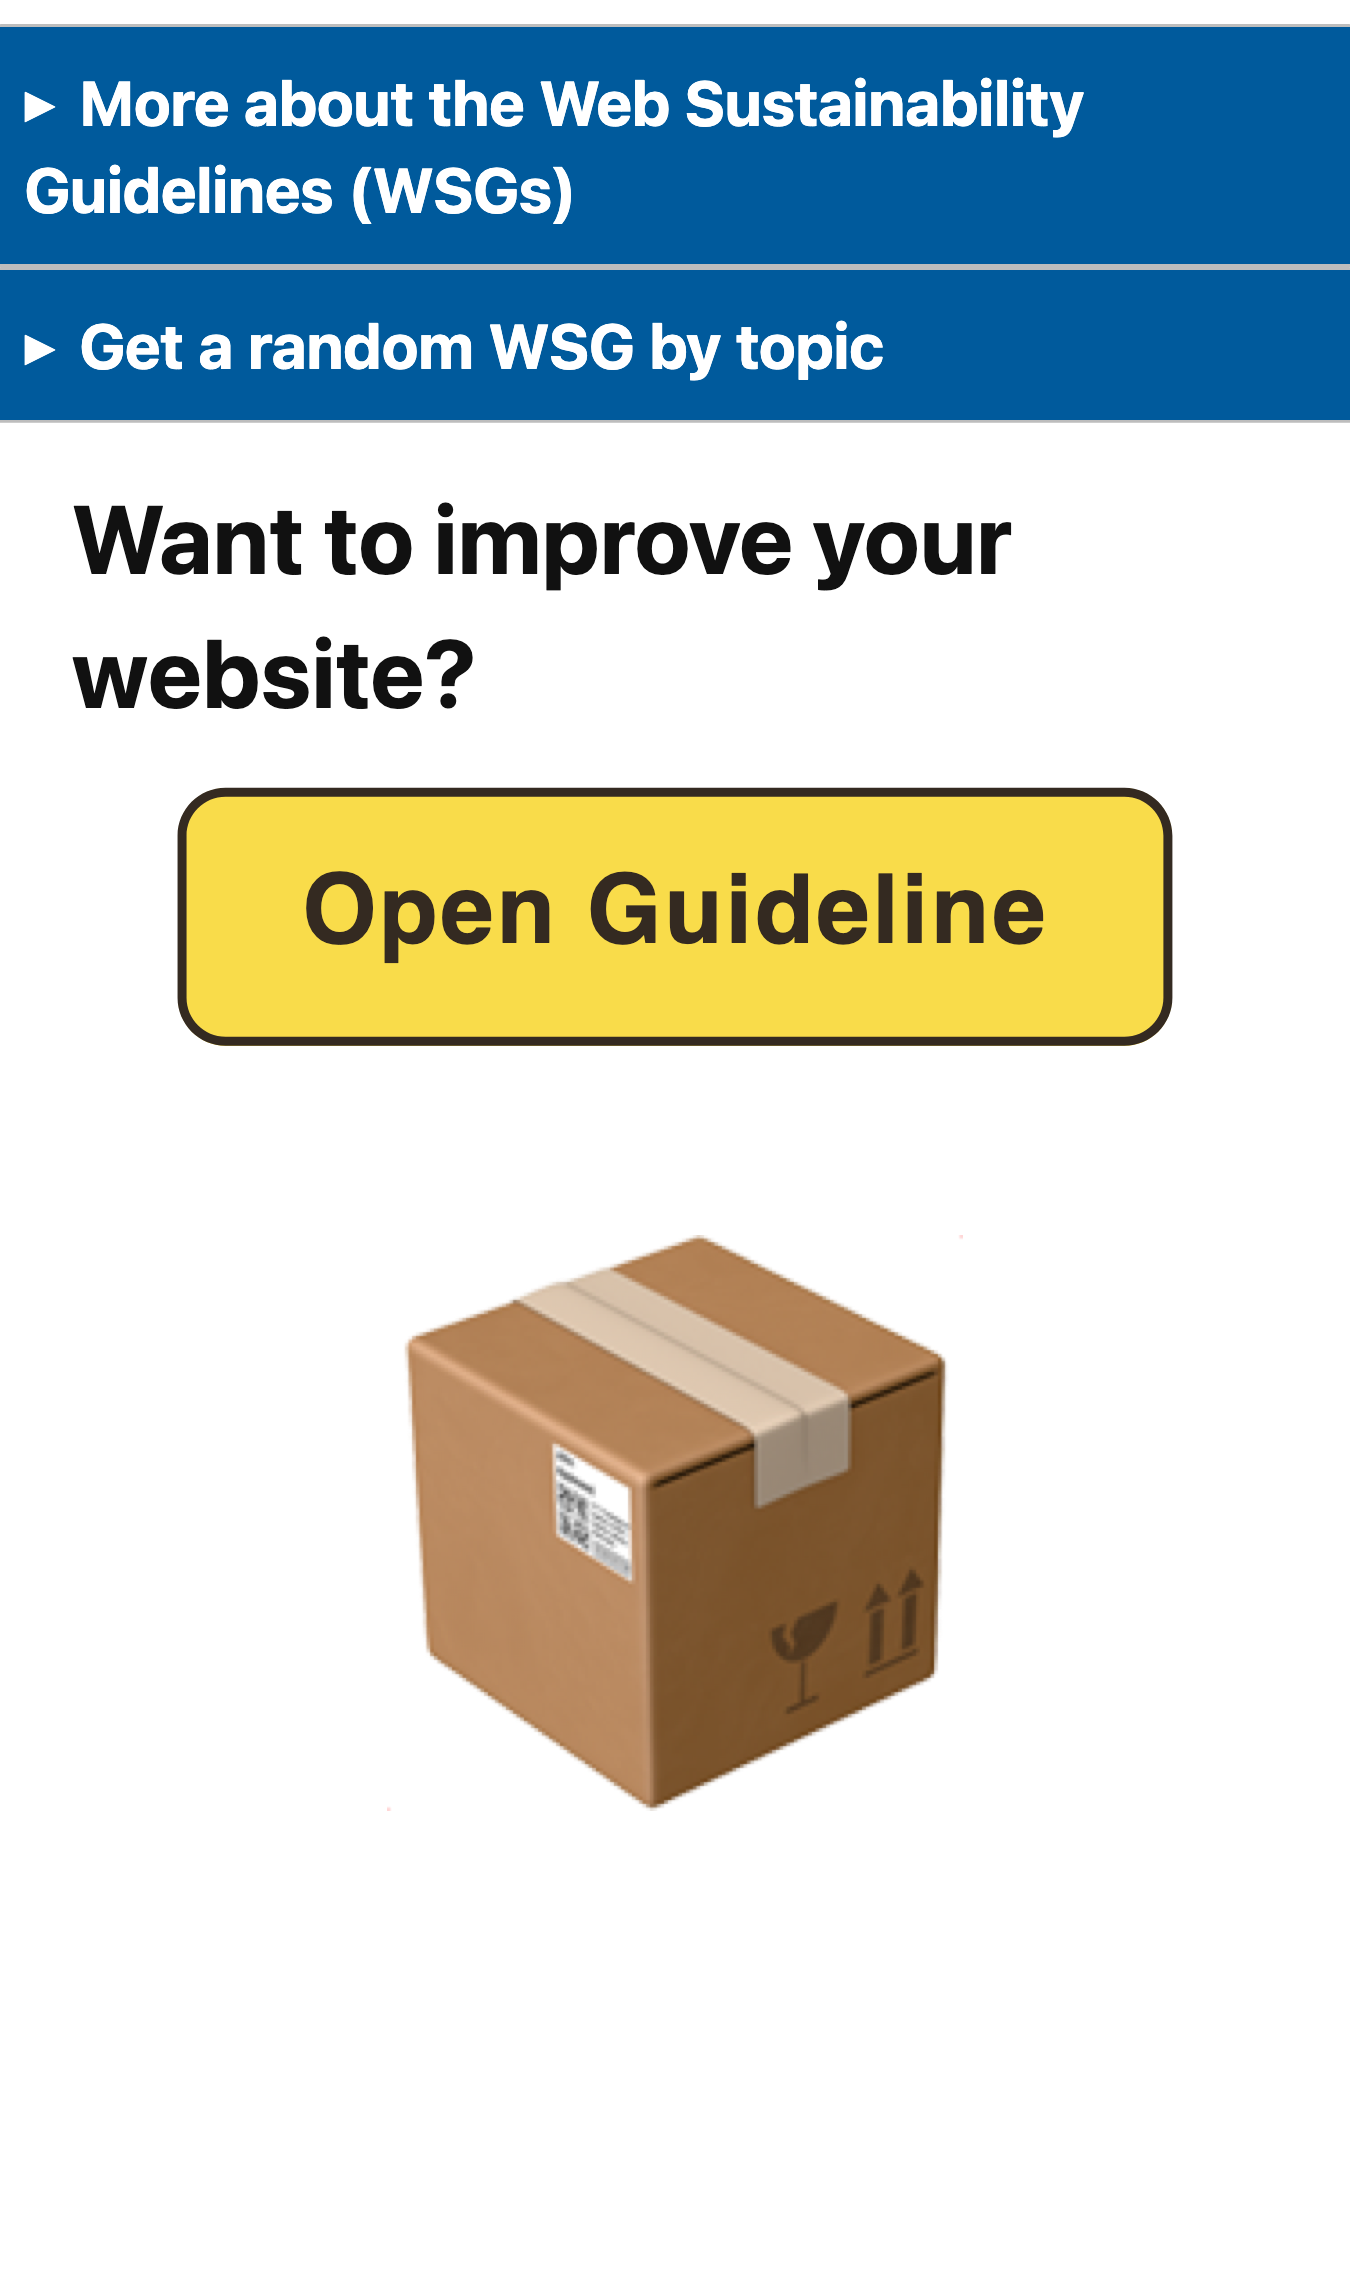 ▸ More about the Web Sustainability
Guidelines (WSGs)
▸ Get a random WSG by topic
Want to improve your
website?
Open Guideline